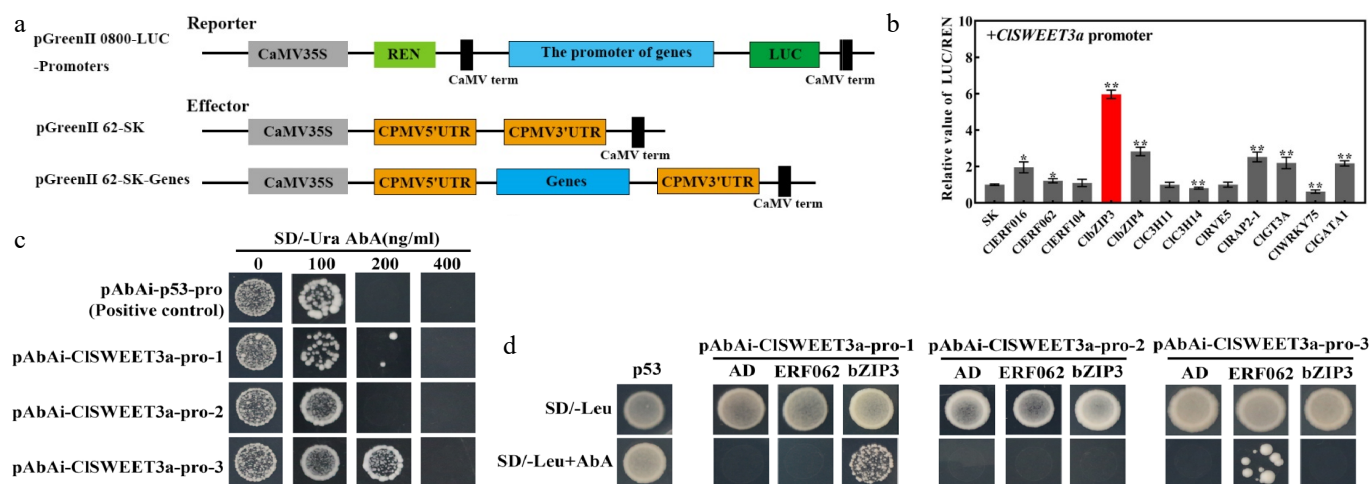 a
Reporter
pGreenII 0800-LUC
-Promoters
CaMV35S
REN
CaMV term
The promoter of genes
LUC
CaMV term
Effector
pGreenII 62-SK
CaMV35S
CPMV5'UTR
CPMV3'UTR
CaMV term
pGreenII 62-SK-Genes
CaMV35S
CPMV5'UTR
Genes
CPMV3'UTR
CaMV term
b
+ClSWEET3a promoter
Relative value of LUC/REN
10
8
6
4
2
0
* * ** ** ** ** ** ** **
SK
ClERF016
ClERF062
ClERF104
ClbZIP3
ClbZIP4
ClC3H11
ClC3H14
ClRVE5
ClRAP2-1
ClGT3A
ClWRKY75
ClGATA1
c
SD/-Ura AbA(ng/ml)
0 100 200 400
pAbAi-p53-pro
(Positive control)
pAbAi-ClSWEET3a-pro-1
pAbAi-ClSWEET3a-pro-2
pAbAi-ClSWEET3a-pro-3
d
pAbAi-ClSWEET3a-pro-1 pAbAi-ClSWEET3a-pro-2 pAbAi-ClSWEET3a-pro-3
p53 AD ERF062 bZIP3 AD ERF062 bZIP3 AD ERF062 bZIP3
SD/-Leu
SD/-Leu+AbA